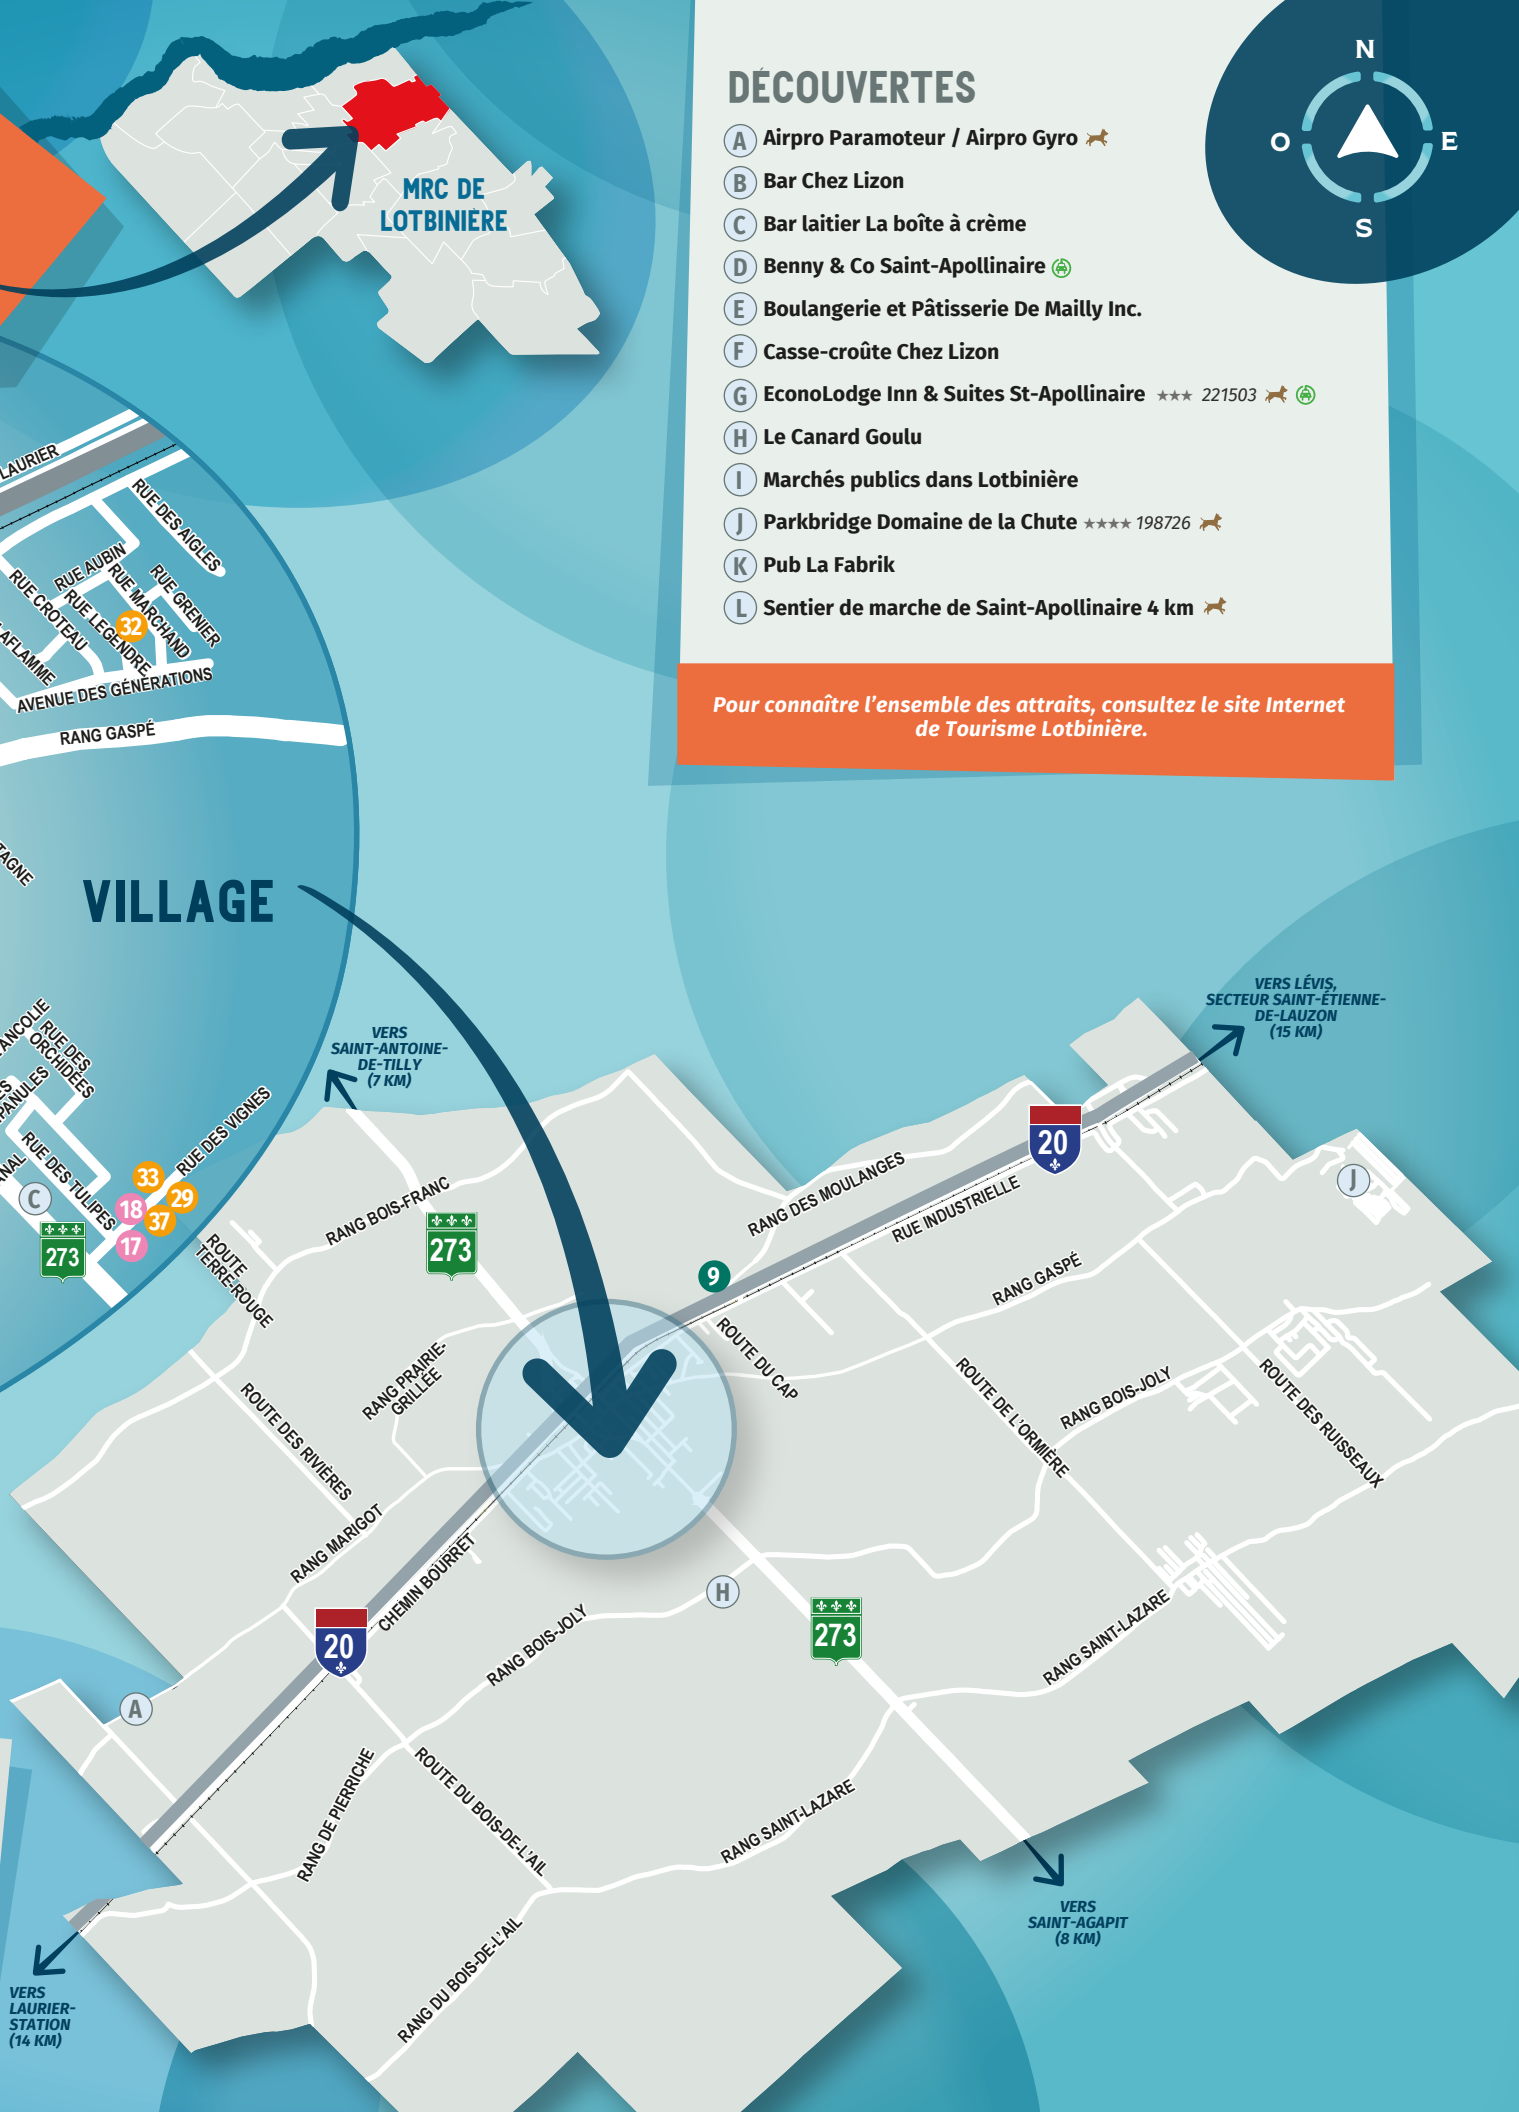 MRC DE
LOTBINIÈRE
DÉCOUVERTES
A Airpro Paramoteur / Airpro Gyro
B Bar Chez Lizon
C Bar laitier La boîte à crème
D Benny & Co Saint-Apollinaire
E Boulangerie et Pâtisserie De Mailly Inc.
F Casse-croûte Chez Lizon
G EconoLodge Inn & Suites St-Apollinaire ★★★ 221503
H Le Canard Goulu
I Marchés publics dans Lotbinière
J Parkbridge Domaine de la Chute ★★★★ 198726
K Pub La Fabrik
L Sentier de marche de Saint-Apollinaire 4 km
Pour connaître l'ensemble des attraits, consultez le site Internet
de Tourisme Lotbinière.
N
O
E
S
LAURIER
RUE DES AIGLES
RUE AUBIN
RUE MARCHAND
RUE GRENIER
RUE CROTEAU
RUE LEGENDRE
32
LAFLAMME
AVENUE DES GÉNÉRATIONS
RANG GASPÉ
TAGNE
VILLAGE
ANCOLIE
RUE DES
ORCHIDÉES
PANULES
RUE DES TULIPES
RUE DES VIGNES
ANAL
C
273
33
29
18
37
17
VERS
SAINT-ANTOINE-
DE-TILLY
(7 KM)
VERS LÉVIS,
SECTEUR SAINT-ÉTIENNE-
DE-LAUZON
(15 KM)
20
J
RANG DES MOULANGES
RUE INDUSTRIELLE
RANG BOIS-FRANC
273
ROUTE
TERRE-ROUGE
9
RANG GASPÉ
ROUTE DU CAP
RANG PRAIRIE-
GRILLÉE
ROUTE DES RIVIÈRES
ROUTE DE L'ORMIÈRE
RANG BOIS-JOLY
ROUTE DES RUISSEAUX
RANG MARIGOT
CHEMIN BOURRET
20
H
273
RANG BOIS-JOLY
RANG SAINT-LAZARE
A
RANG DE PIERRICHE
ROUTE DU BOIS-DE-L'AIL
RANG SAINT-LAZARE
RANG DU BOIS-DE-L'AIL
VERS
SAINT-AGAPIT
(8 KM)
VERS
LAURIER-
STATION
(14 KM)